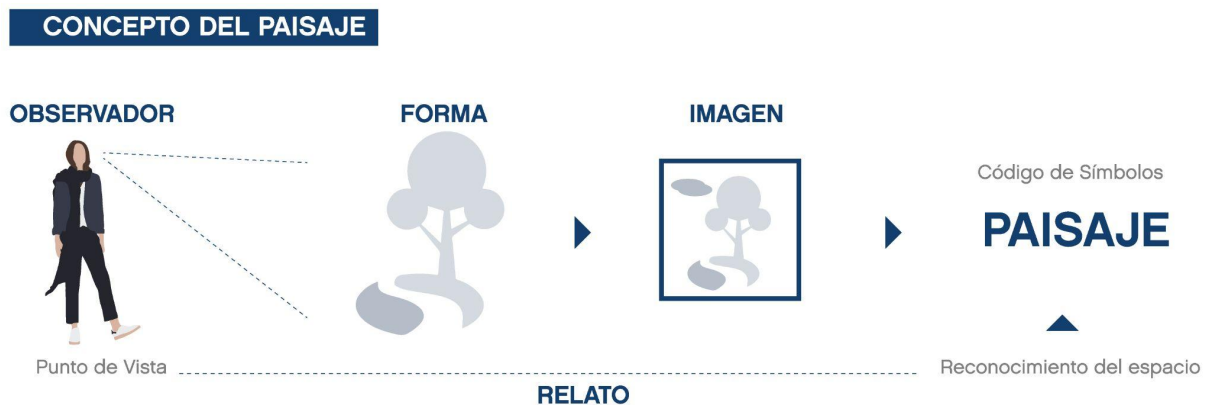 CONCEPTO DEL PAISAJE
OBSERVADOR
FORMA
IMAGEN
Código de Símbolos
PAISAJE
Punto de Vista
Reconocimiento del espacio
RELATO